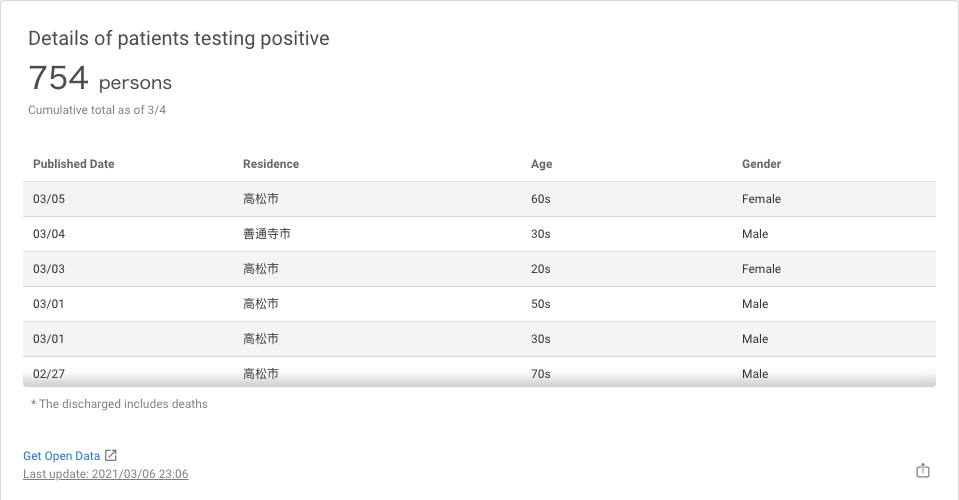 Details of patients testing positive
754 persons
Cumulative total as of 3/4
Published Date Residence Age Gender
03/05 高松市 60s Female
03/04 善通寺市 30s Male
03/03 高松市 20s Female
03/01 高松市 50s Male
03/01 高松市 30s Male
02/27 高松市 70s Male
* The discharged includes deaths
Get Open Data
Last update: 2021/03/06 23:06